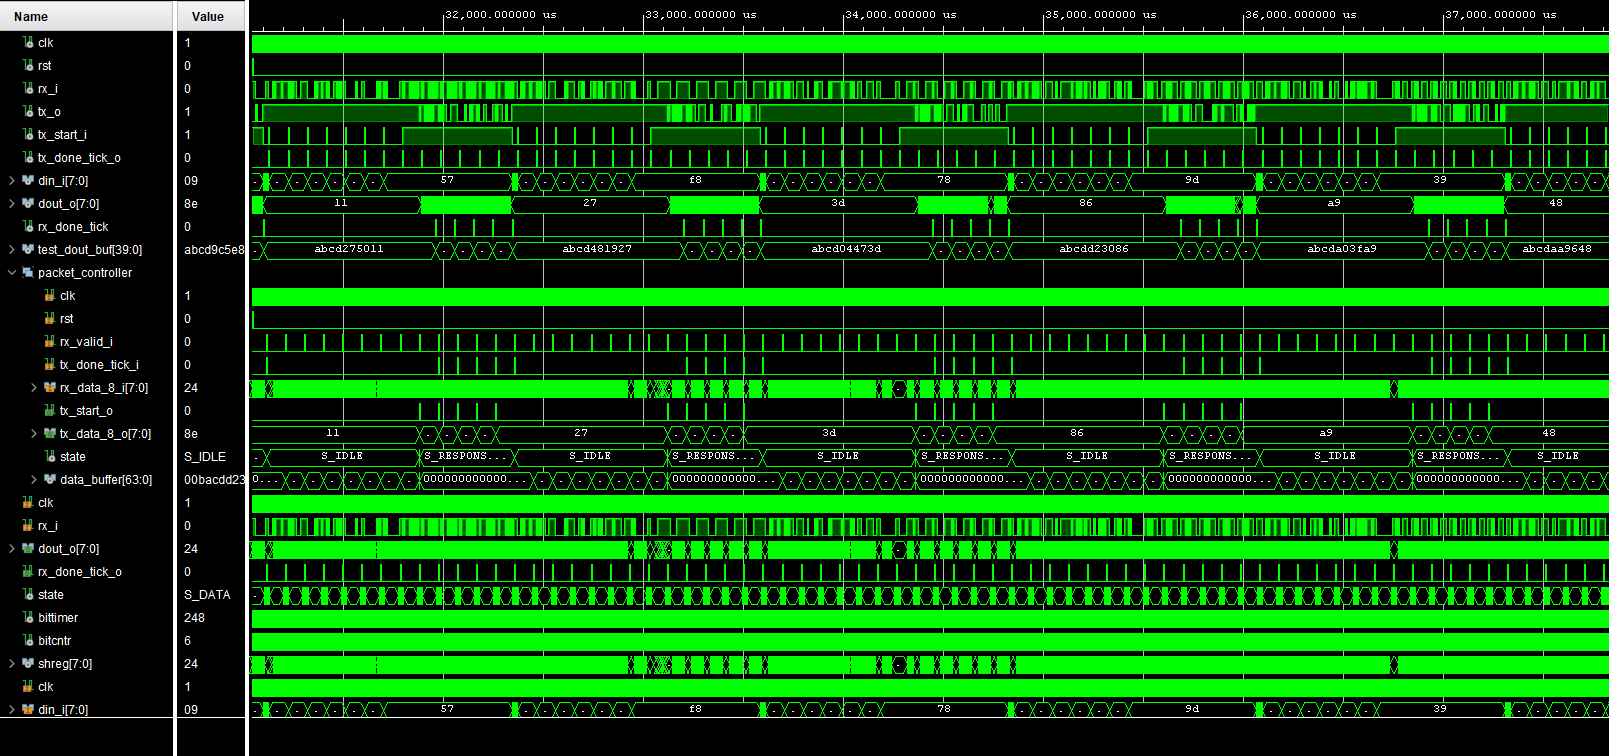 Name Value 32,000.000000 us 33,000.000000 us 34,000.000000 us 35,000.000000 us 36,000.000000 us 37,000.000000 us
clk 1
rst 0
rx_i 0
tx_o 1
tx_start_i 1
tx_done_tick_o 0
din_i[7:0] 09 57 f8 78 9d 39
dout_o[7:0] 8e 11 27 3d 86 a9 48
rx_done_tick 0
test_dout_buf[39:0] abcd9c5e8 abcd275011 abcd481927 abcd04473d abcdd23086 abcda03fa9 abcdaa9648
packet_controller
clk 1
rst 0
rx_valid_i 0
tx_done_tick_i 0
rx_data_8_i[7:0] 24
tx_start_o 0
tx_data_8_o[7:0] 8e 11 27 3d 86 a9 48
state S_IDLE S_IDLE S_RESPONS... S_IDLE S_RESPONS... S_IDLE S_RESPONS... S_IDLE S_RESPONS... S_IDLE S_RESPONS... S_IDLE
data_buffer[63:0] 00bacdd23 0... 000000000000... 000000000000... 000000000000... 000000000000... 000000000000...
clk 1
rx_i 0
dout_o[7:0] 24
rx_done_tick_o 0
state S_DATA
bittimer 248
bitcntr 6
shreg[7:0] 24
clk 1
din_i[7:0] 09 57 f8 78 9d 39